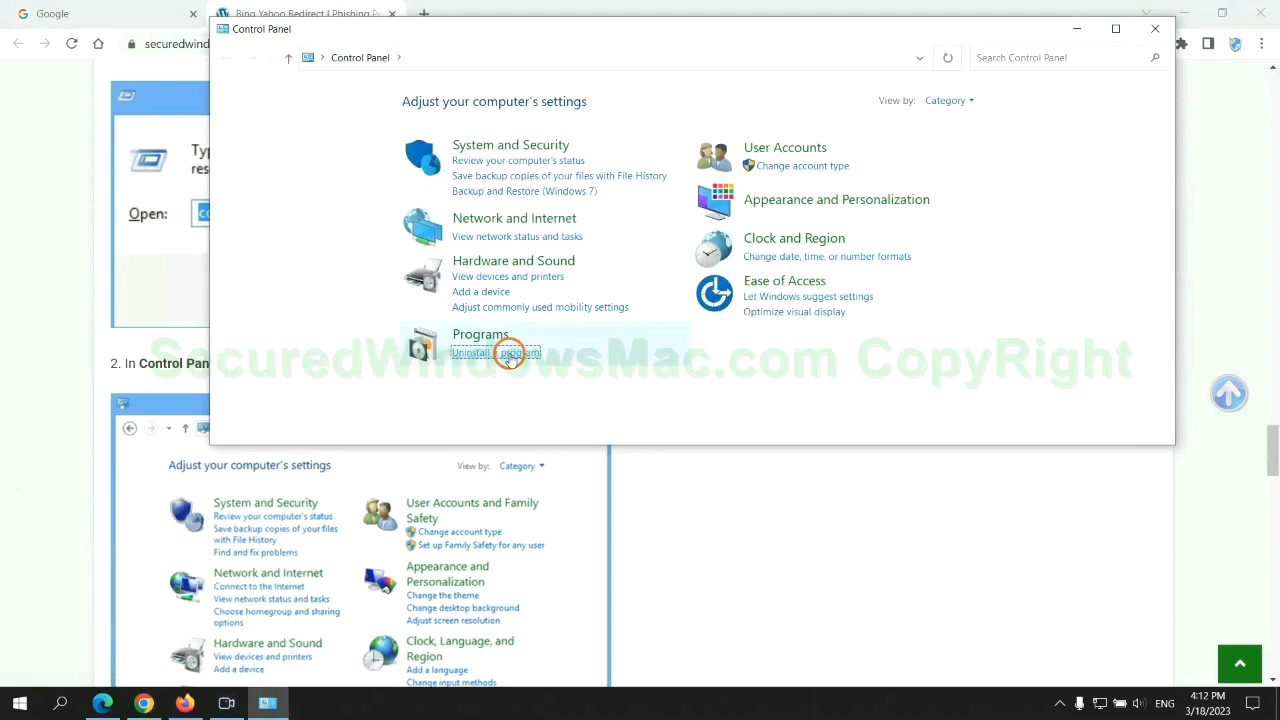 Google
Bing Yahoo Redirect | Phishing
Control Panel
securedwind
Control Panel
Search Control Panel
Adjust your computer's settings
View by: Category
System and Security
Review your computer's status
Save backup copies of your files with File History
Backup and Restore (Windows 7)
Network and Internet
View network status and tasks
Hardware and Sound
View devices and printers
Add a device
Adjust commonly used mobility settings
Programs
Uninstall a program
User Accounts
Change account type
Appearance and Personalization
Clock and Region
Change date, time, or number formats
Ease of Access
Let Windows suggest settings
Optimize visual display
SecuredWindowsMac.com CopyRight
Typ
res
Open:
2. In Control Pan
Adjust your computer's settings
View by: Category
System and Security
Review your computer's status
Save backup copies of your files
with File History
Find and fix problems
Network and Internet
Connect to the Internet
View network status and tasks
Choose homegroup and sharing
options
Hardware and Sound
View devices and printers
Add a device
User Accounts and Family
Safety
Change account type
Set up Family Safety for any user
Appearance and
Personalization
Change the theme
Change desktop background
Adjust screen resolution
Clock, Language, and
Region
Add a language
Change input methods
ENG
4:12 PM
3/18/2023